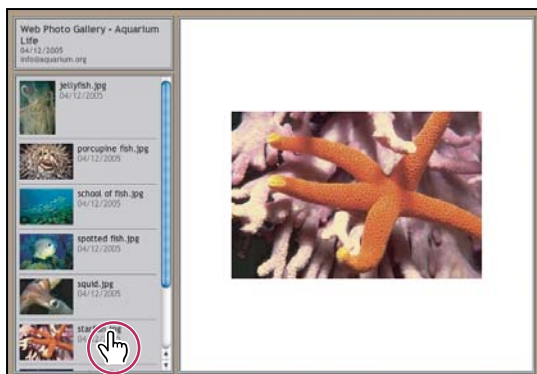 Web Photo Gallery - Aquarium
Life
04/12/2005
info@aquarium.org
jellyfish.jpg
04/12/2005
porcupine fish.jpg
04/12/2005
school of fish.jpg
04/12/2005
spotted fish.jpg
04/12/2005
squid.jpg
04/12/2005